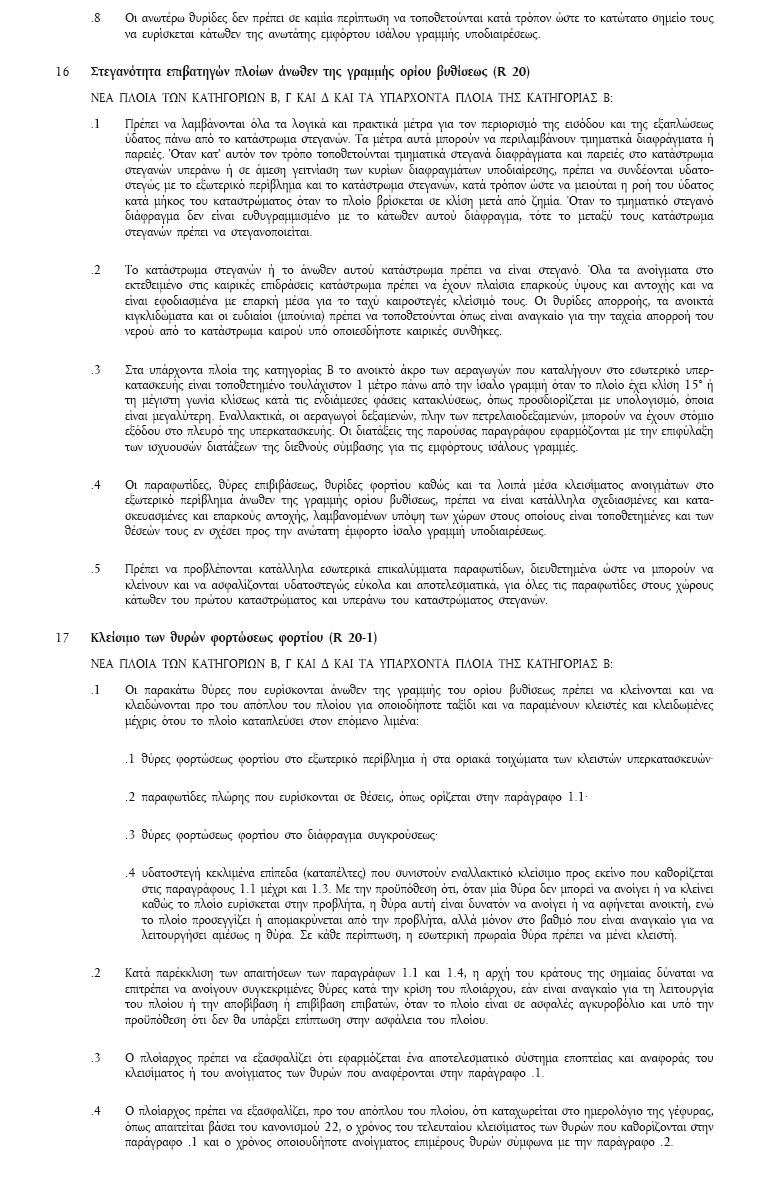 .8 Οι ανωτέρω θυρίδες δεν πρέπει σε καμία περίπτωση να τοποθετούνται κατά τρόπον ώστε το κατώτατο σημείο τους
να ευρίσκεται κάτωθεν της ανωτάτης εμφόρτου ισάλου γραμμής υποδιαιρέσεως.
16 Στεγανότητα επιβατηγών πλοίων άνωθεν της γραμμής ορίου βυθίσεως (R 20)
ΝΕΑ ΠΛΟΙΑ ΤΩΝ ΚΑΤΗΓΟΡΙΩΝ Β, Γ ΚΑΙ Δ ΚΑΙ ΤΑ ΥΠΑΡΧΟΝΤΑ ΠΛΟΙΑ ΤΗΣ ΚΑΤΗΓΟΡΙΑΣ Β:
.1 Πρέπει να λαμβάνονται όλα τα λογικά και πρακτικά μέτρα για τον περιορισμό της εισόδου και της εξαπλώσεως
ύδατος πάνω από το κατάστρωμα στεγανών. Τα μέτρα αυτά μπορούν να περιλαμβάνουν τμηματικά διαφράγματα ή
παρειές. Όταν κατ' αυτόν τον τρόπο τοποθετούνται τμηματικά στεγανά διαφράγματα και παρειές στο κατάστρωμα
στεγανών υπεράνω ή σε άμεση γειτνίαση των κυρίων διαφραγμάτων υποδιαίρεσης, πρέπει να συνδέονται υδατο-
στεγώς με το εξωτερικό περίβλημα και το κατάστρωμα στεγανών, κατά τρόπον ώστε να μειούται η ροή του ύδατος
κατά μήκος του καταστρώματος όταν το πλοίο βρίσκεται σε κλίση μετά από ζημία. Όταν το τμηματικό στεγανό
διάφραγμα δεν είναι ευθυγραμμισμένο με το κάτωθεν αυτού διάφραγμα, τότε το μεταξύ τους κατάστρωμα
στεγανών πρέπει να στεγανοποιείται.
.2 Το κατάστρωμα στεγανών ή το άνωθεν αυτού κατάστρωμα πρέπει να είναι στεγανό. Όλα τα ανοίγματα στο
εκτεθειμένο στις καιρικές επιδράσεις κατάστρωμα πρέπει να έχουν πλαίσια επαρκούς ύψους και αντοχής και να
είναι εφοδιασμένα με επαρκή μέσα για το ταχύ καιροστεγές κλείσιμό τους. Οι θυρίδες απορροής, τα ανοικτά
κιγκλιδώματα και οι ευδιαίοι (μπούνια) πρέπει να τοποθετούνται όπως είναι αναγκαίο για την ταχεία απορροή του
νερού από το κατάστρωμα καιρού υπό οποιεσδήποτε καιρικές συνθήκες.
.3 Στα υπάρχοντα πλοία της κατηγορίας Β το ανοικτό άκρο των αεραγωγών που καταλήγουν στο εσωτερικό υπερ-
κατασκευής είναι τοποθετημένο τουλάχιστον 1 μέτρο πάνω από την ίσαλο γραμμή όταν το πλοίο έχει κλίση 15° ή
τη μέγιστη γωνία κλίσεως κατά τις ενδιάμεσες φάσεις κατακλύσεως, όπως προσδιορίζεται με υπολογισμό, όποια
είναι μεγαλύτερη. Εναλλακτικά, οι αεραγωγοί δεξαμενών, πλην των πετρελαιοδεξαμενών, μπορούν να έχουν στόμιο
εξόδου στο πλευρό της υπερκατασκευής. Οι διατάξεις της παρούσας παραγράφου εφαρμόζονται με την επιφύλαξη
των ισχυουσών διατάξεων της διεθνούς σύμβασης για τις εμφόρτους ισάλους γραμμές.
.4 Οι παραφωτίδες, θύρες επιβιβάσεως, θυρίδες φορτίου καθώς και τα λοιπά μέσα κλεισίματος ανοιγμάτων στο
εξωτερικό περίβλημα άνωθεν της γραμμής ορίου βυθίσεως, πρέπει να είναι κατάλληλα σχεδιασμένες και κατα-
σκευασμένες και επαρκούς αντοχής, λαμβανομένων υπόψη των χώρων στους οποίους είναι τοποθετημένες και των
θέσεών τους εν σχέσει προς την ανώτατη έμφορτο ίσαλο γραμμή υποδιαιρέσεως.
.5 Πρέπει να προβλέπονται κατάλληλα εσωτερικά επικαλύμματα παραφωτίδων, διευθετημένα ώστε να μπορούν να
κλείνουν και να ασφαλίζονται υδατοστεγώς εύκολα και αποτελεσματικά, για όλες τις παραφωτίδες στους χώρους
κάτωθεν του πρώτου καταστρώματος και υπεράνω του καταστρώματος στεγανών.
17 Κλείσιμο των θυρών φορτώσεως φορτίου (R 20-1)
ΝΕΑ ΠΛΟΙΑ ΤΩΝ ΚΑΤΗΓΟΡΙΩΝ Β, Γ ΚΑΙ Δ ΚΑΙ ΤΑ ΥΠΑΡΧΟΝΤΑ ΠΛΟΙΑ ΤΗΣ ΚΑΤΗΓΟΡΙΑΣ Β:
.1 Οι παρακάτω θύρες που ευρίσκονται άνωθεν της γραμμής του ορίου βυθίσεως πρέπει να κλείνονται και να
κλειδώνονται προ του απόπλου του πλοίου για οποιοδήποτε ταξίδι και να παραμένουν κλειστές και κλειδωμένες
μέχρις ότου το πλοίο καταπλεύσει στον επόμενο λιμένα:
.1 θύρες φορτώσεως φορτίου στο εξωτερικό περίβλημα ή στα οριακά τοιχώματα των κλειστών υπερκατασκευών·
.2 παραφωτίδες πλώρης που ευρίσκονται σε θέσεις, όπως ορίζεται στην παράγραφο 1.1·
.3 θύρες φορτώσεως φορτίου στο διάφραγμα συγκρούσεως·
.4 υδατοστεγή κεκλιμένα επίπεδα (καταπέλτες) που συνιστούν εναλλακτικό κλείσιμο προς εκείνο που καθορίζεται
στις παραγράφους 1.1 μέχρι και 1.3. Με την προϋπόθεση ότι, όταν μία θύρα δεν μπορεί να ανοίγει ή να κλείνει
καθώς το πλοίο ευρίσκεται στην προβλήτα, η θύρα αυτή είναι δυνατόν να ανοίγει ή να αφήνεται ανοικτή, ενώ
το πλοίο προσεγγίζει ή απομακρύνεται από την προβλήτα, αλλά μόνον στο βαθμό που είναι αναγκαίο για να
λειτουργήσει αμέσως η θύρα. Σε κάθε περίπτωση, η εσωτερική πρωραία θύρα πρέπει να μένει κλειστή.
.2 Κατά παρέκκλιση των απαιτήσεων των παραγράφων 1.1 και 1.4, η αρχή του κράτους της σημαίας δύναται να
επιτρέπει να ανοίγουν συγκεκριμένες θύρες κατά την κρίση του πλοιάρχου, εάν είναι αναγκαίο για τη λειτουργία
του πλοίου ή την αποβίβαση ή επιβίβαση επιβατών, όταν το πλοίο είναι σε ασφαλές αγκυροβόλιο και υπό την
προϋπόθεση ότι δεν θα υπάρξει επίπτωση στην ασφάλεια του πλοίου.
.3 Ο πλοίαρχος πρέπει να εξασφαλίζει ότι εφαρμόζεται ένα αποτελεσματικό σύστημα εποπτείας και αναφοράς του
κλεισίματος ή του ανοίγματος των θυρών που αναφέρονται στην παράγραφο .1.
.4 Ο πλοίαρχος πρέπει να εξασφαλίζει, προ του απόπλου του πλοίου, ότι καταχωρείται στο ημερολόγιο της γέφυρας,
όπως απαιτείται βάσει του κανονισμού 22, ο χρόνος του τελευταίου κλεισίματος των θυρών που καθορίζονται στην
παράγραφο .1 και ο χρόνος οποιουδήποτε ανοίγματος επιμέρους θυρών σύμφωνα με την παράγραφο .2.